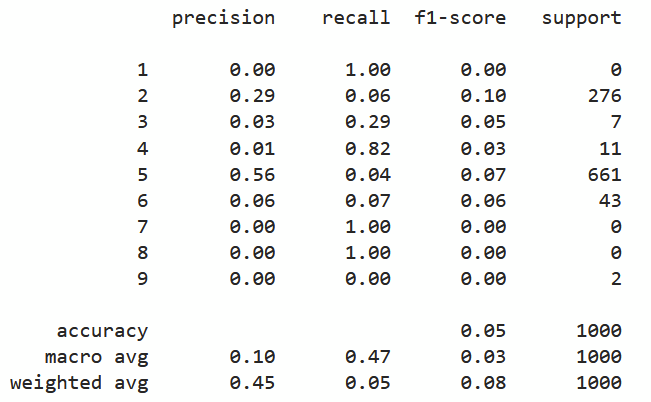 precision recall f1-score support
1 0.00 1.00 0.00 0
2 0.29 0.06 0.10 276
3 0.03 0.29 0.05 7
4 0.01 0.82 0.03 11
5 0.56 0.04 0.07 661
6 0.06 0.07 0.06 43
7 0.00 1.00 0.00 0
8 0.00 1.00 0.00 0
9 0.00 0.00 0.00 2
accuracy 0.05 1000
macro avg 0.10 0.47 0.03 1000
weighted avg 0.45 0.05 0.08 1000